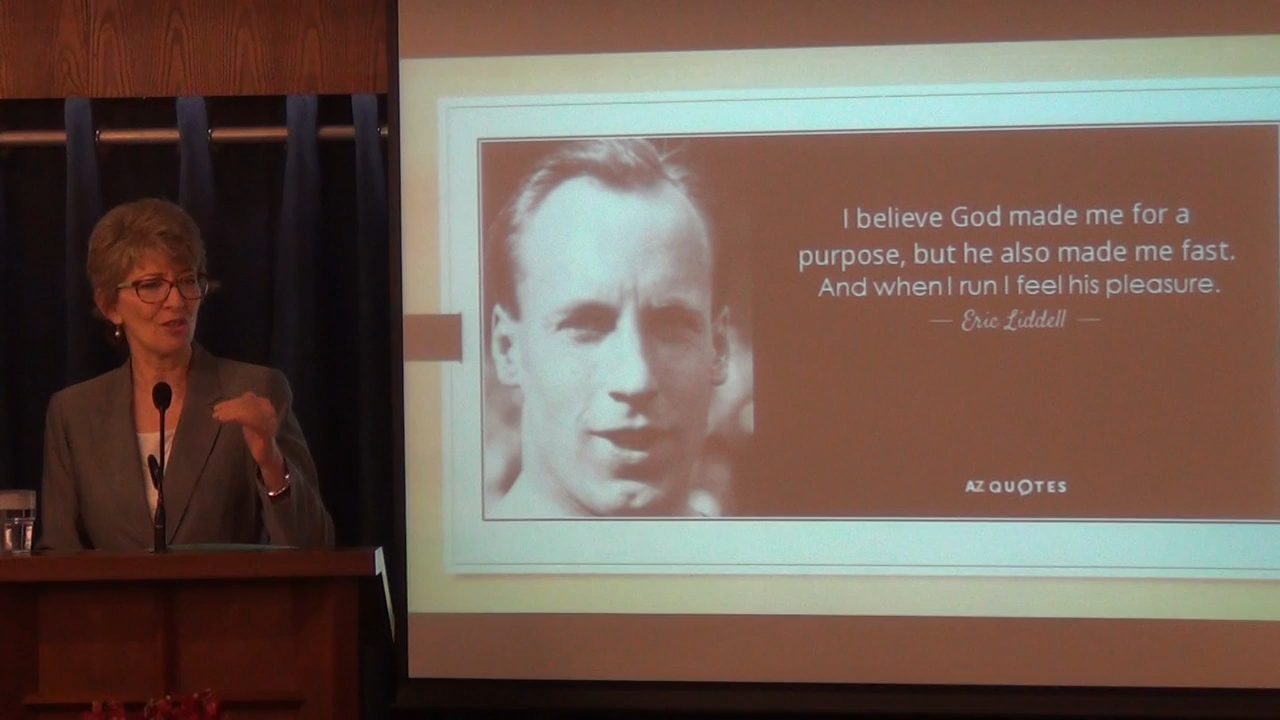 I believe God made me for a
purpose, but he also made me fast.
And when I run I feel his pleasure.
— Eric Liddell —
AZ QUOTES